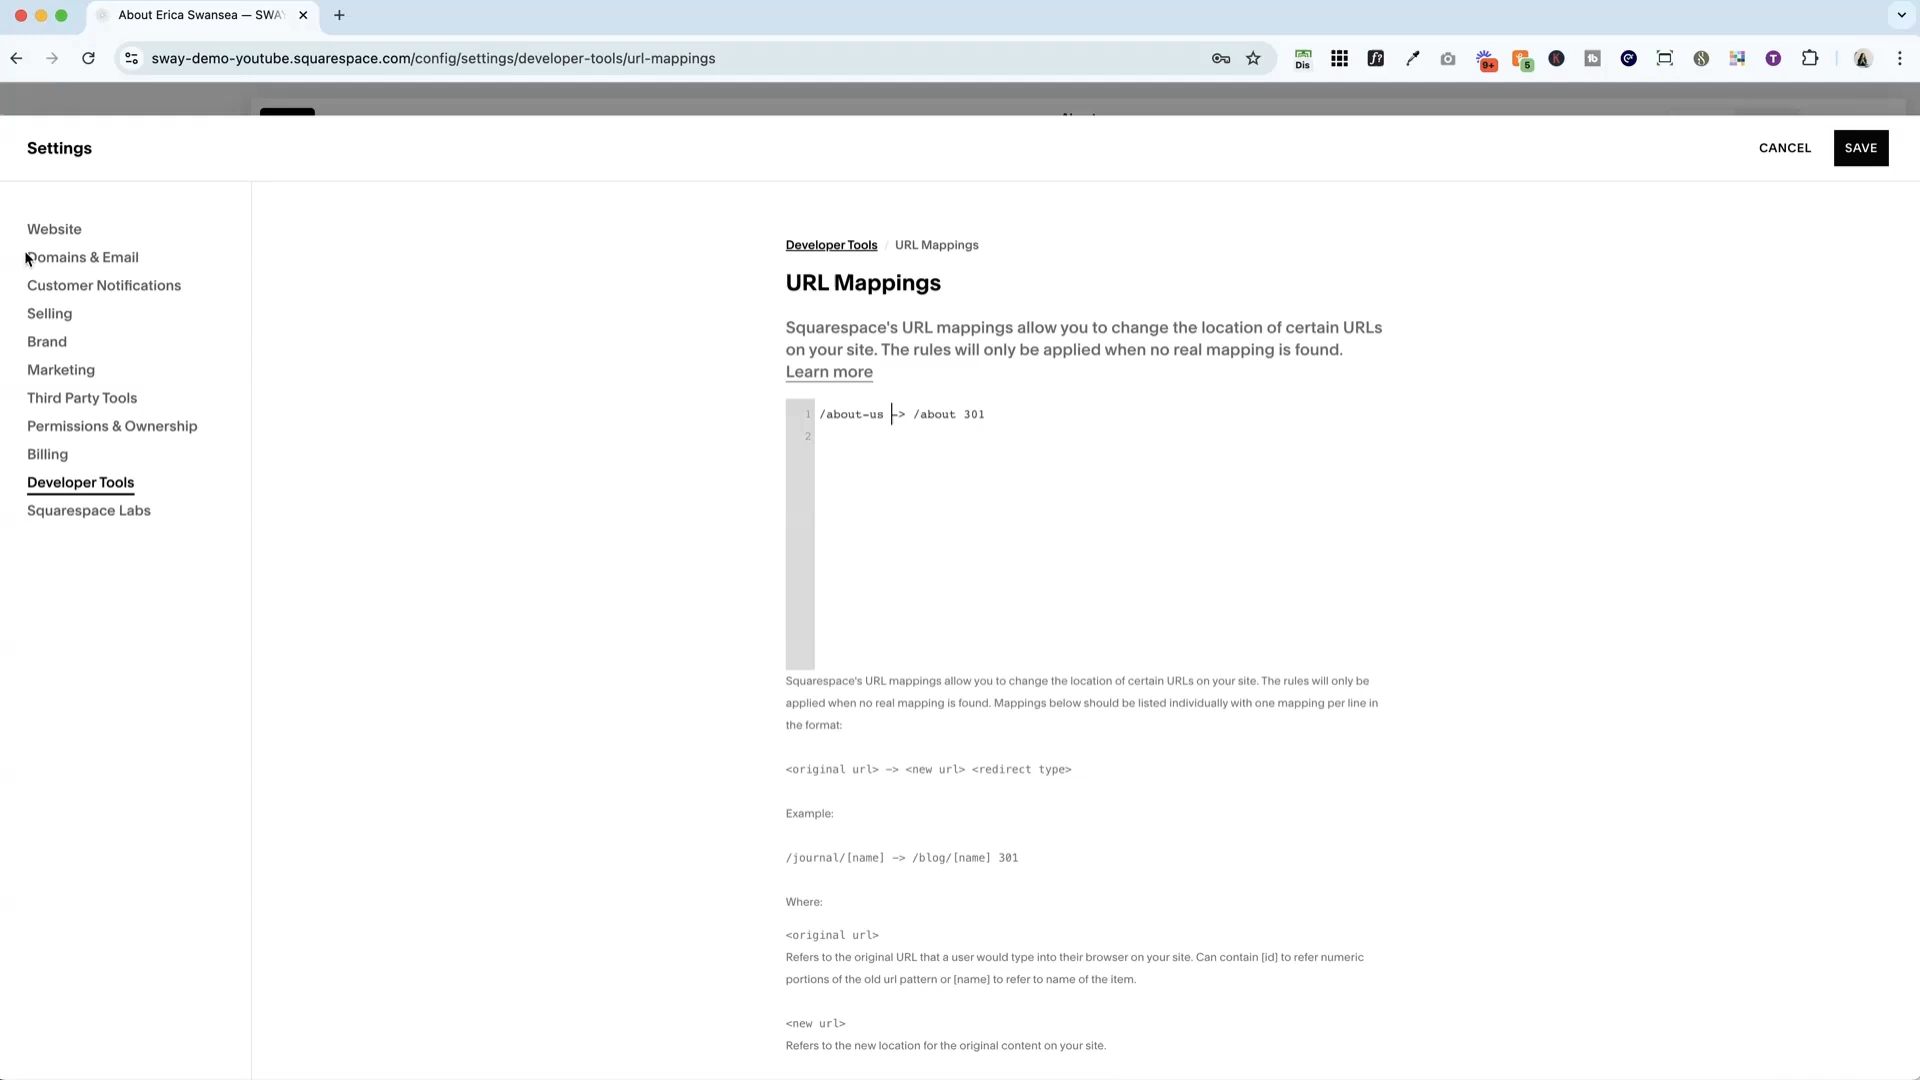 About Erica Swansea — SWA
sway-demo-youtube.squarespace.com/config/settings/developer-tools/url-mappings
Dis
f?
9+
5
K
tb
T
Settings
CANCEL
SAVE
Website
Domains & Email
Customer Notifications
Selling
Brand
Marketing
Third Party Tools
Permissions & Ownership
Billing
Developer Tools
Squarespace Labs
Developer Tools / URL Mappings
URL Mappings
Squarespace's URL mappings allow you to change the location of certain URLs
on your site. The rules will only be applied when no real mapping is found.
Learn more
1 /about-us -> /about 301
2
Squarespace's URL mappings allow you to change the location of certain URLs on your site. The rules will only be
applied when no real mapping is found. Mappings below should be listed individually with one mapping per line in
the format:
<original url> -> <new url> <redirect type>
Example:
/journal/[name] -> /blog/[name] 301
Where:
<original url>
Refers to the original URL that a user would type into their browser on your site. Can contain [id] to refer numeric
portions of the old url pattern or [name] to refer to name of the item.
<new url>
Refers to the new location for the original content on your site.